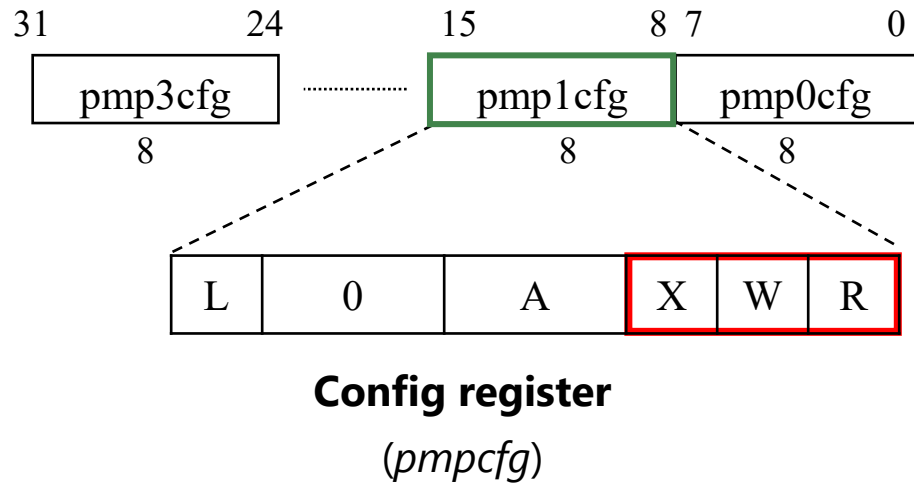 31 24 15 8 7 0
pmp3cfg pmp1cfg pmp0cfg
8 8 8
L 0 A X W R
Config register
(pmpcfg)